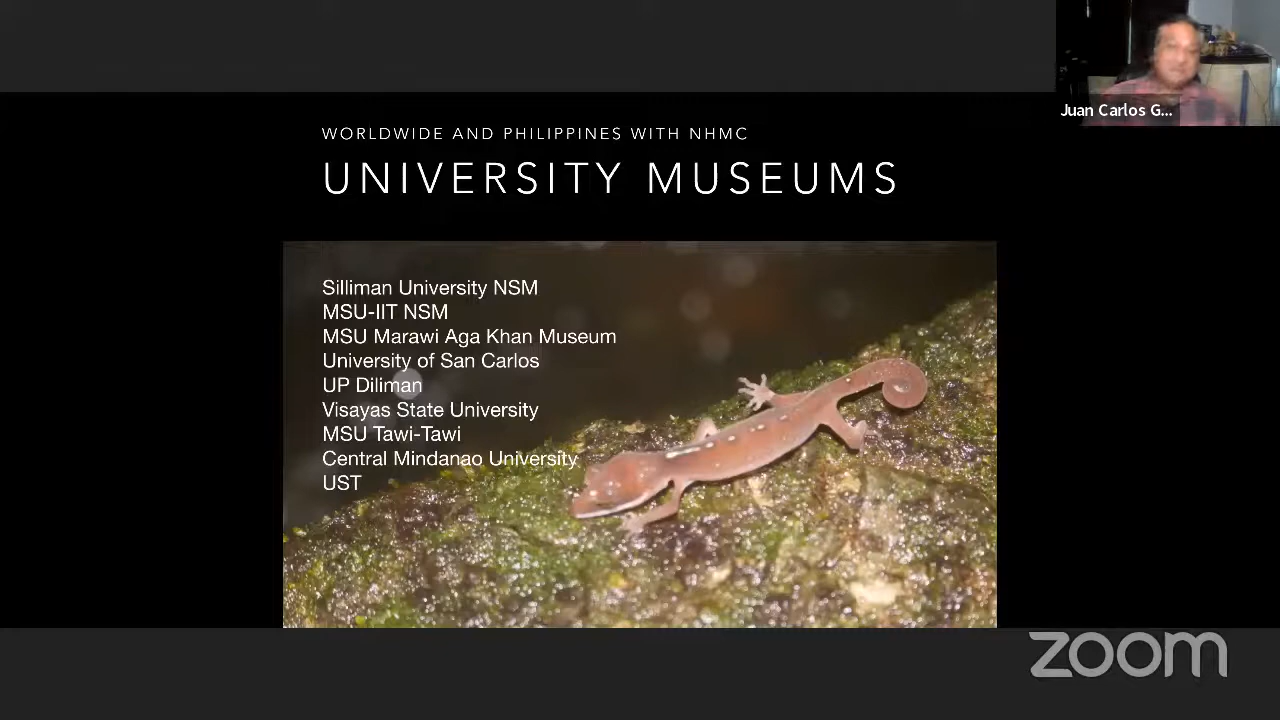 Juan Carlos G...
WORLDWIDE AND PHILIPPINES WITH NHMC
UNIVERSITY MUSEUMS
Silliman University NSM
MSU-IIT NSM
MSU Marawi Aga Khan Museum
University of San Carlos
UP Diliman
Visayas State University
MSU Tawi-Tawi
Central Mindanao University
UST
zoom